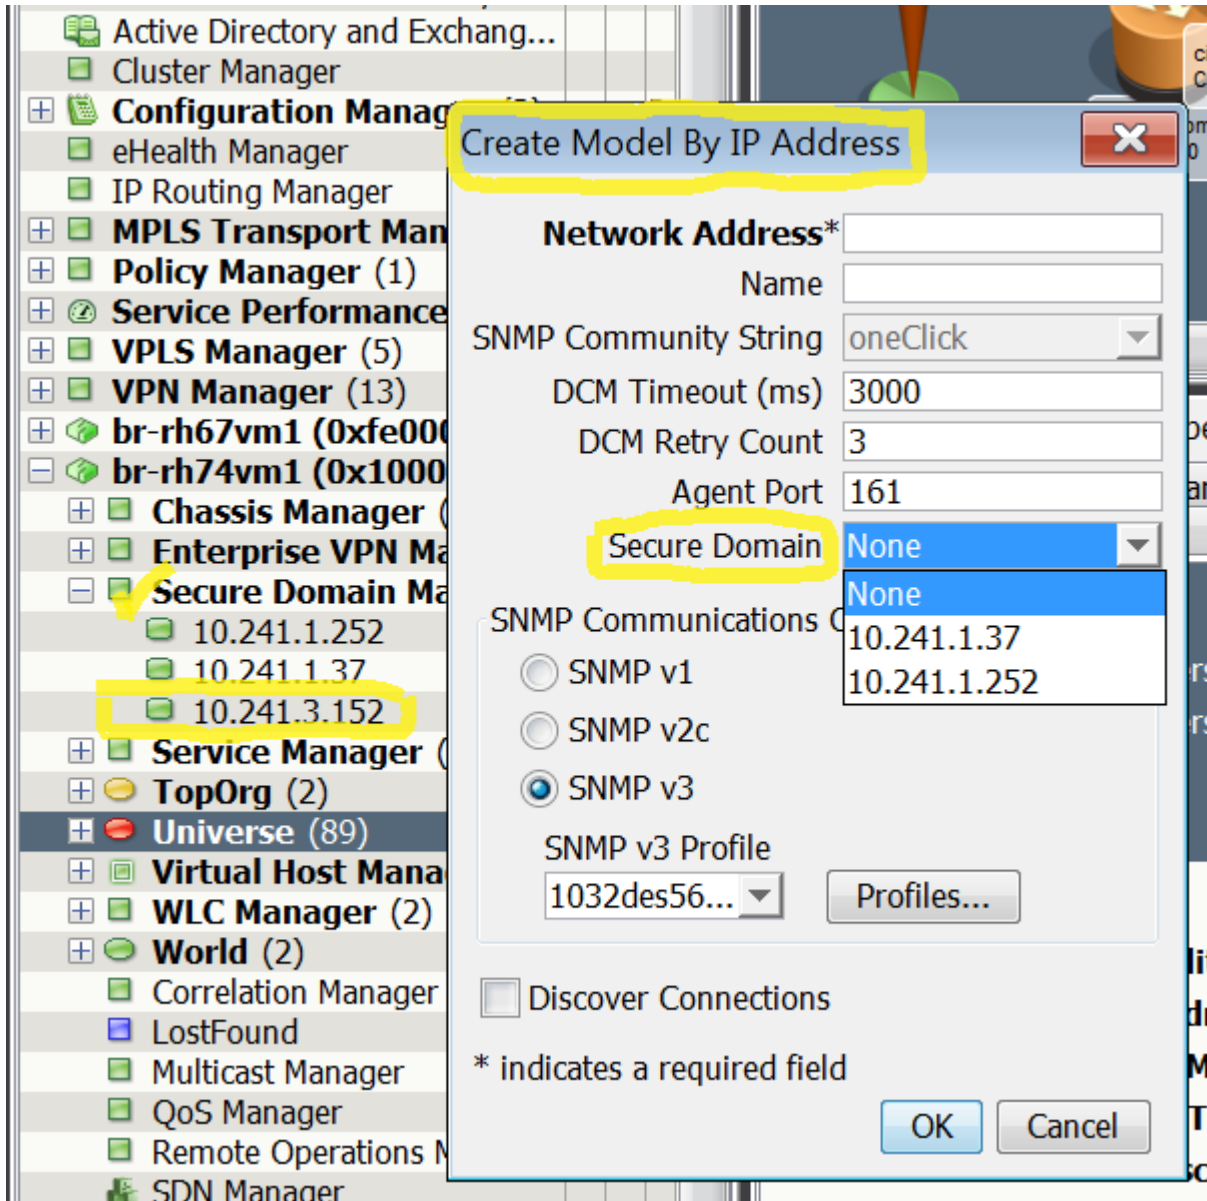 Active Directory and Exchang...
Cluster Manager
Configuration Manag
eHealth Manager
IP Routing Manager
MPLS Transport Man
Policy Manager (1)
Service Performance
VPLS Manager (5)
VPN Manager (13)
br-rh67vm1 (0xfe00
br-rh74vm1 (0x1000
Chassis Manager (
Enterprise VPN Ma
Secure Domain Ma
10.241.1.252
10.241.1.37
10.241.3.152
Service Manager (
TopOrg (2)
Universe (89)
Virtual Host Mana
WLC Manager (2)
World (2)
Correlation Manager
LostFound
Multicast Manager
QoS Manager
Remote Operations M
SDN Manager
Create Model By IP Address
Network Address*
Name
SNMP Community String oneClick
DCM Timeout (ms) 3000
DCM Retry Count 3
Agent Port 161
Secure Domain None
None
10.241.1.37
10.241.1.252
SNMP Communications
SNMP v1
SNMP v2c
SNMP v3
SNMP v3 Profile
1032des56... Profiles...
Discover Connections
* indicates a required field
OK Cancel